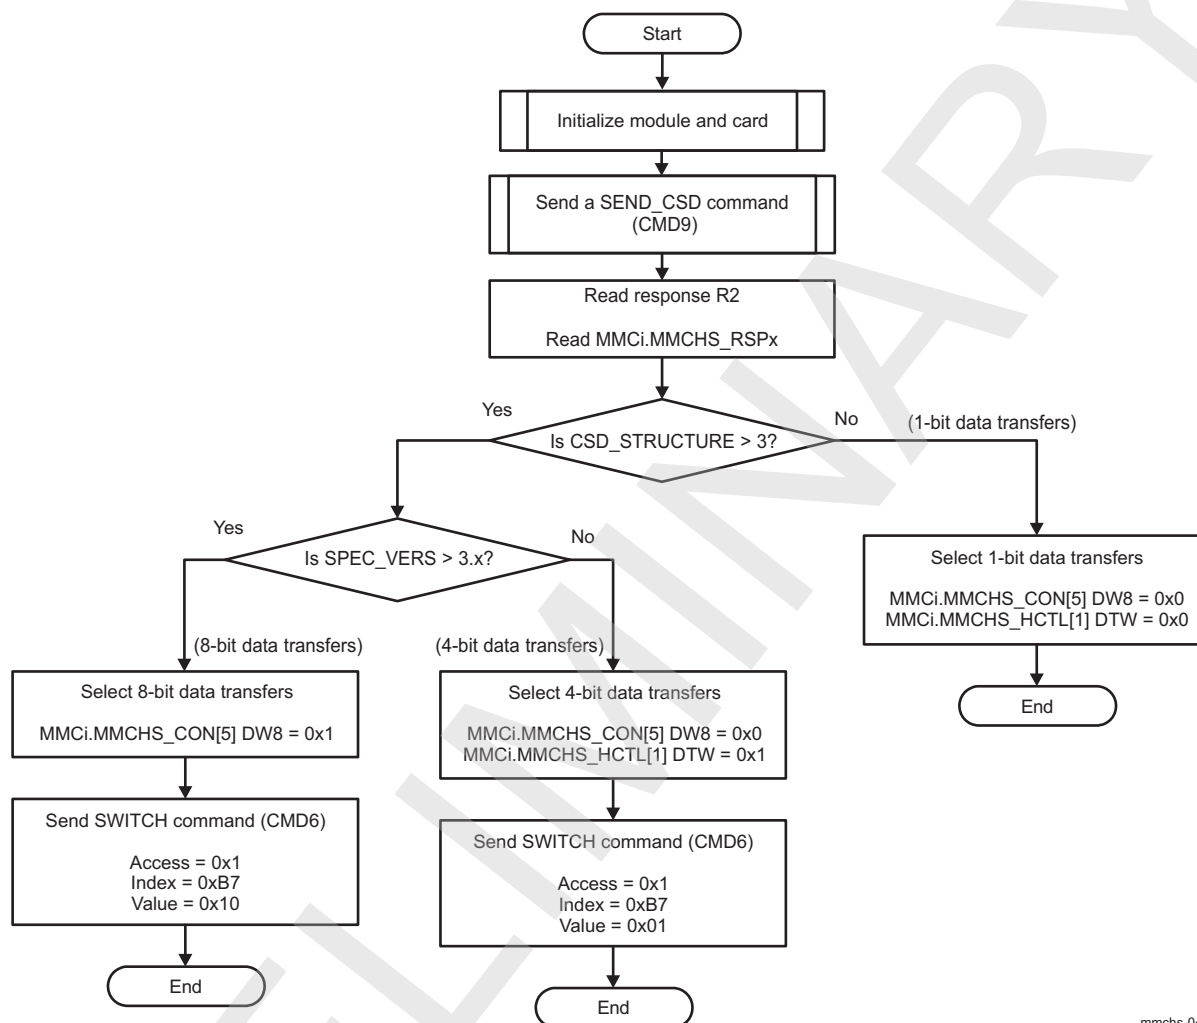 Start
Initialize module and card
Send a SEND_CSD command
(CMD9)
Read response R2
Read MMCi.MMCHS_RSPx
Yes
Is CSD_STRUCTURE > 3?
No
(1-bit data transfers)
Yes
Is SPEC_VERS > 3.x?
No
Select 1-bit data transfers
MMCi.MMCHS_CON[5] DW8 = 0x0
MMCi.MMCHS_HCTL[1] DTW = 0x0
End
(8-bit data transfers)
(4-bit data transfers)
Select 8-bit data transfers
MMCi.MMCHS_CON[5] DW8 = 0x1
Select 4-bit data transfers
MMCi.MMCHS_CON[5] DW8 = 0x0
MMCi.MMCHS_HCTL[1] DTW = 0x1
Send SWITCH command (CMD6)
Access = 0x1
Index = 0xB7
Value = 0x10
Send SWITCH command (CMD6)
Access = 0x1
Index = 0xB7
Value = 0x01
End
End